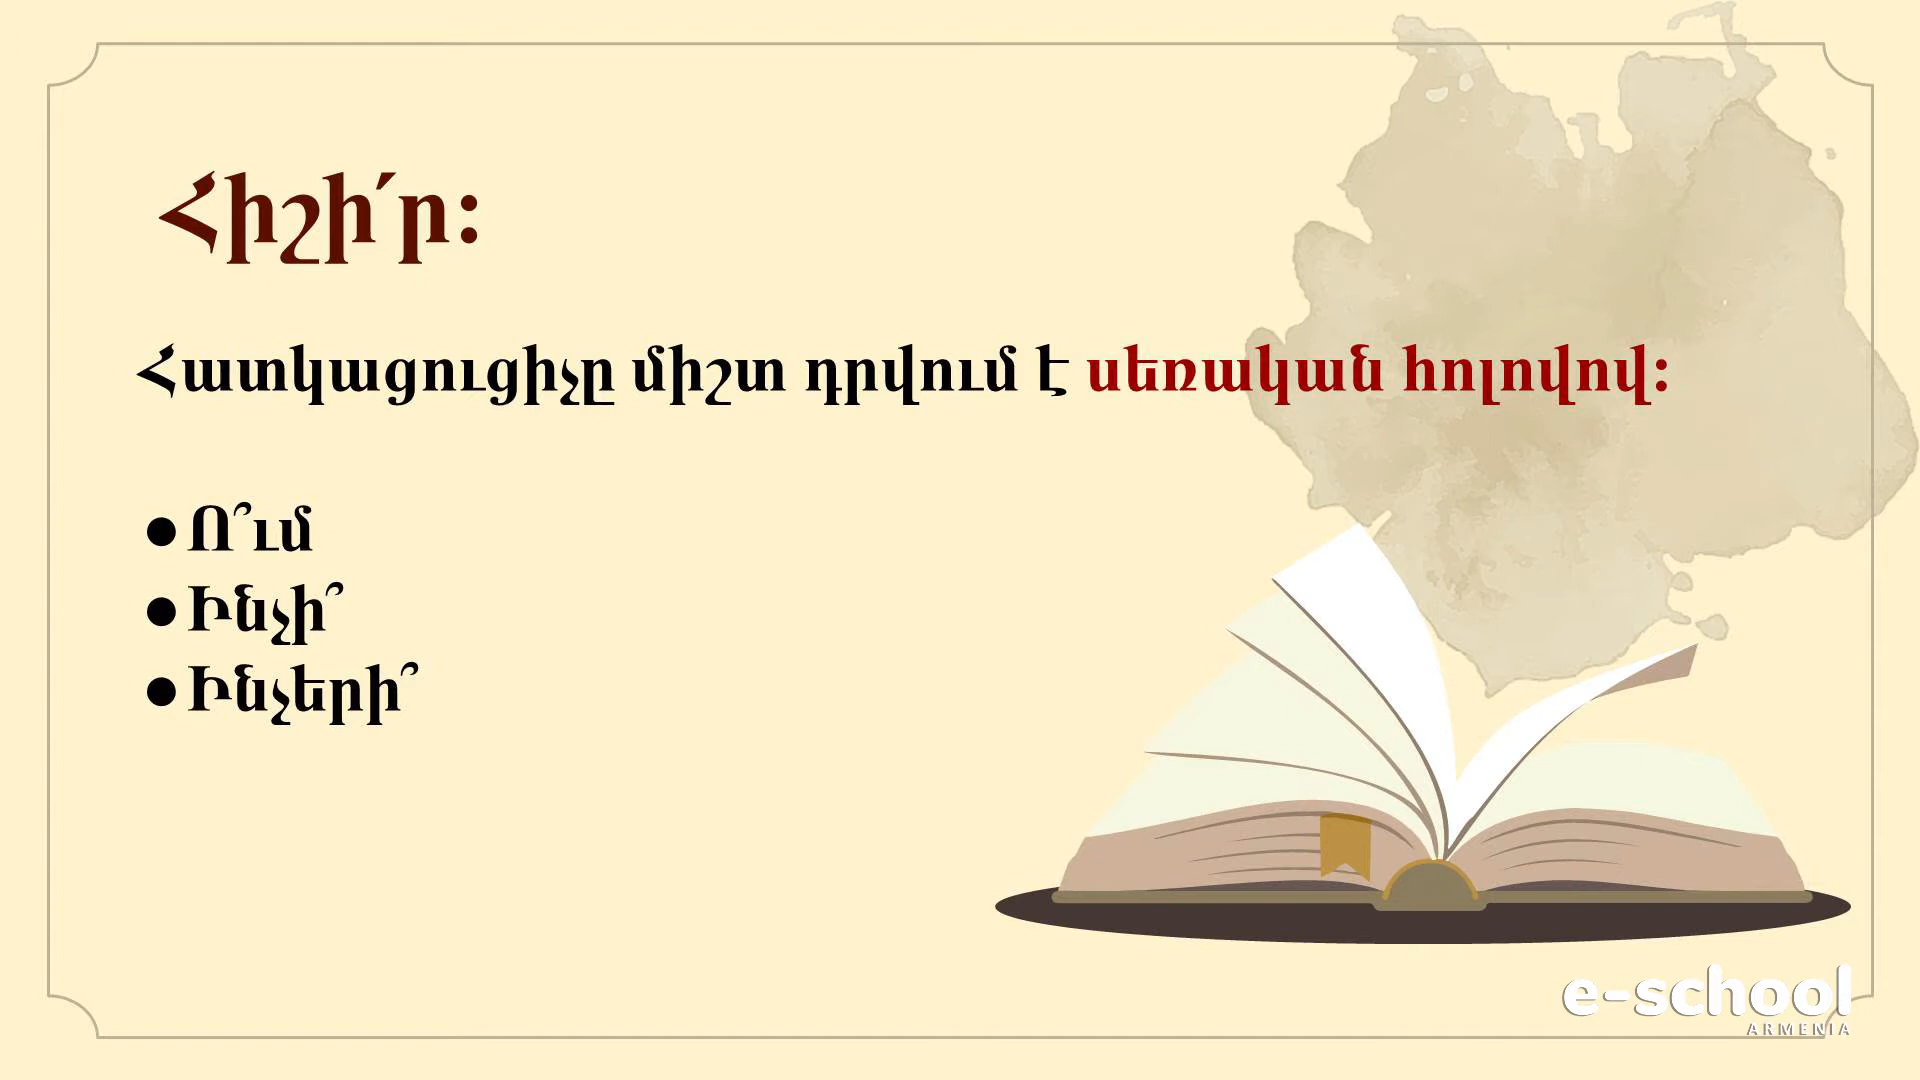 Հիշի՛ր։
Հատկացուցիչը միշտ դրվում է սեռական հոլովով։
●Ո՞ւմ
●Ինչի՞
●Ինչերի՞
e-school
ARMENIA